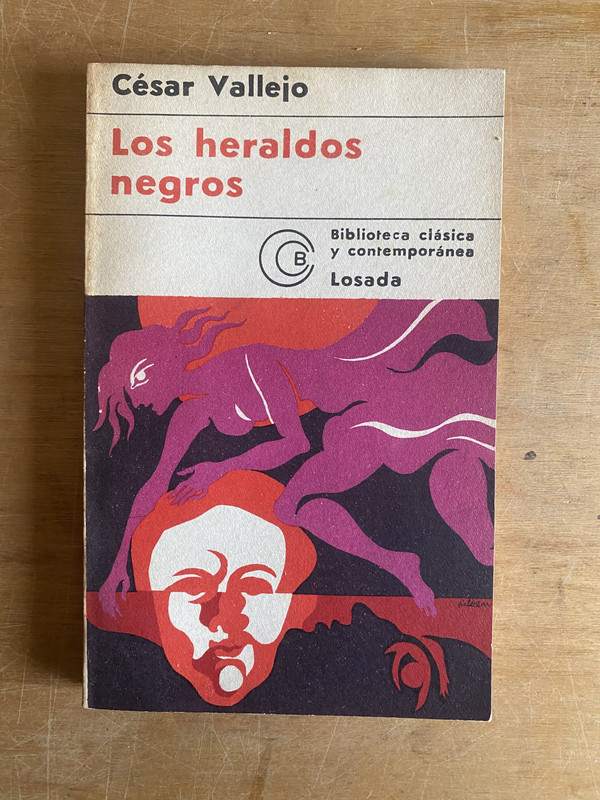 César Vallejo
Los heraldos
negros
B
Biblioteca clásica
y contemporánea
Losada